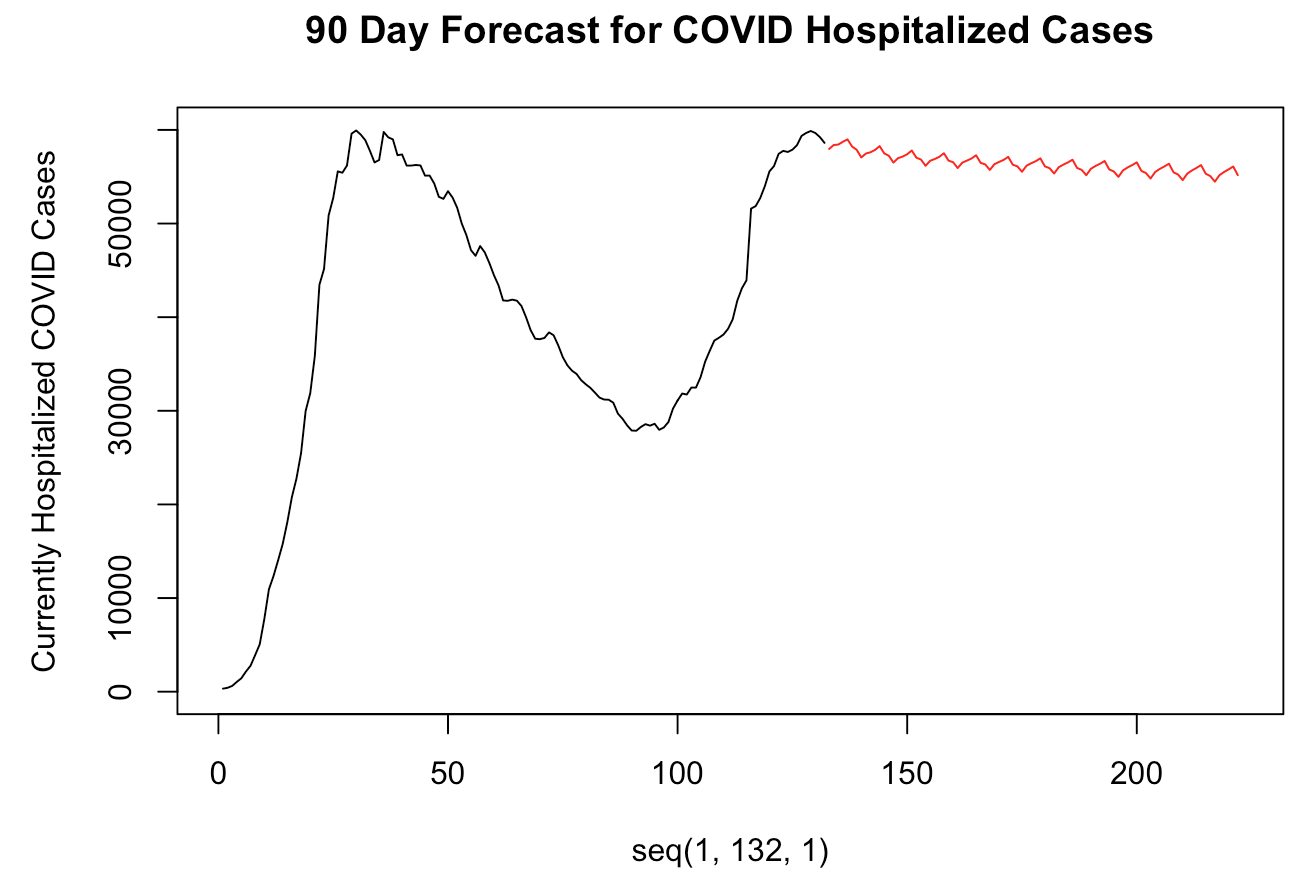 90 Day Forecast for COVID Hospitalized Cases
Currently Hospitalized COVID Cases
50000
30000
10000
0
0 50 100 150 200
seq(1, 132, 1)